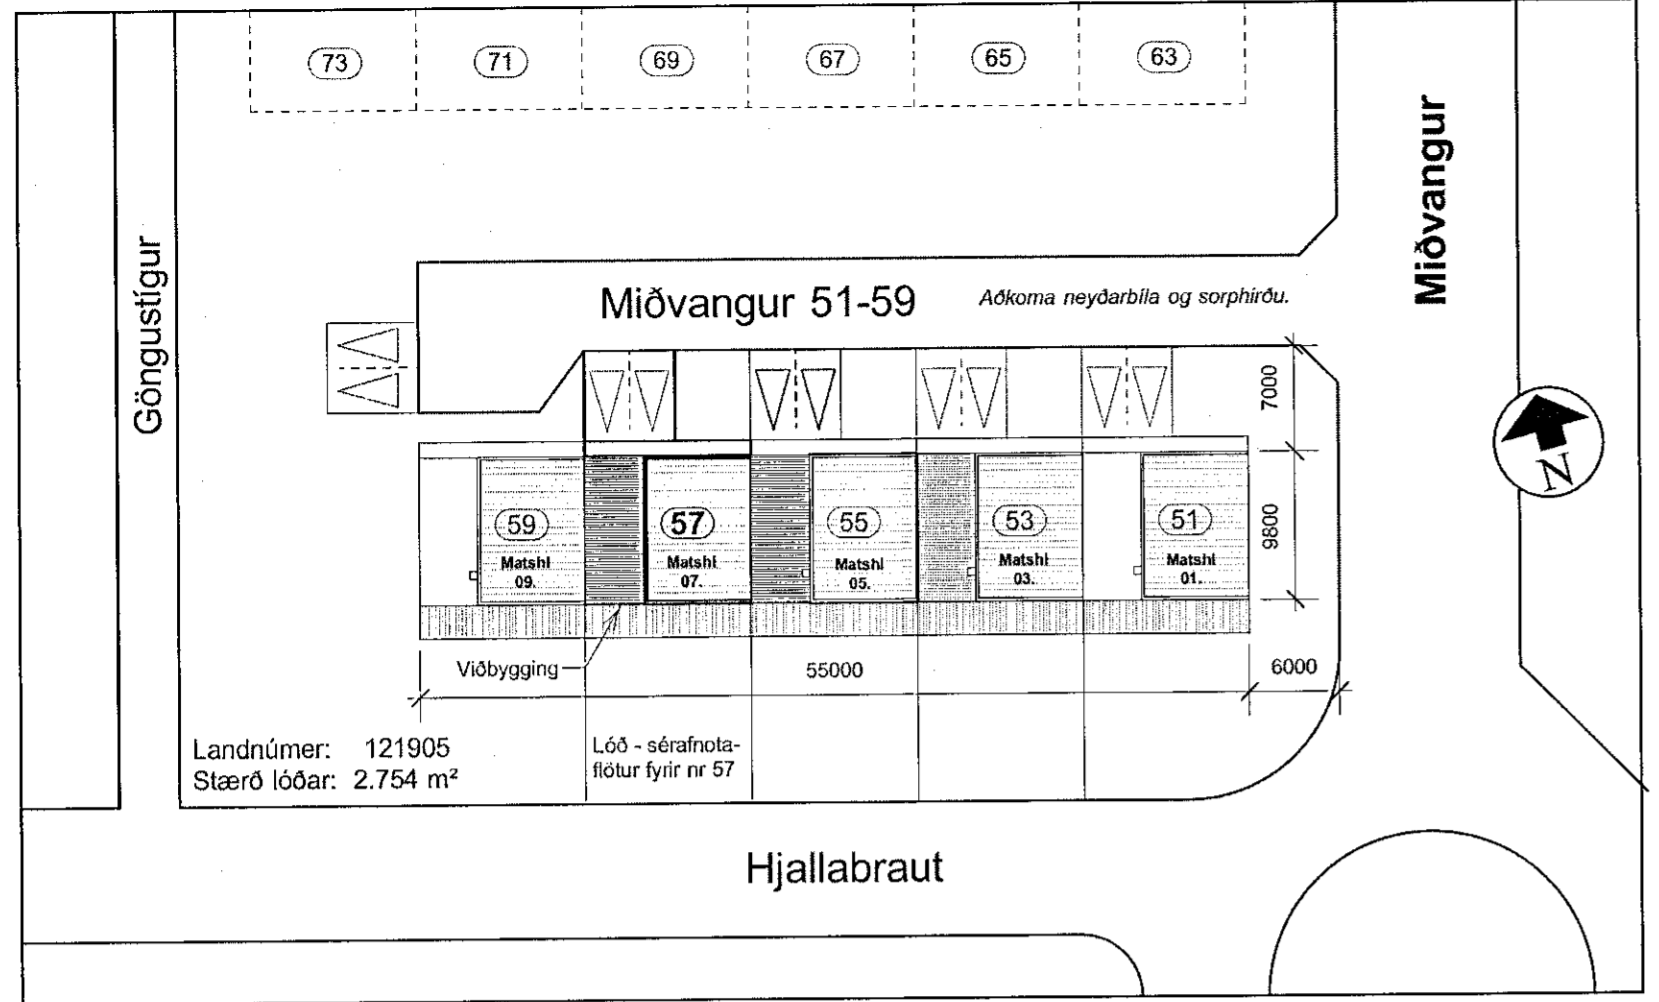 73
71
69
67
65
63
Miðvangur
Göngustígur
Miðvangur 51-59
Aðkoma neyðarbíla og sorphirðu.
7000
9800
N
59
Matshl
09.
57
Matshl
07.
55
Matshl
05.
53
Matshl
03.
51
Matshl
01.
Viðbygging
55000
6000
Landnúmer: 121905
Stærð lóðar: 2.754 m²
Lóð - sérafnota-
flötur fyrir nr 57
Hjallabraut